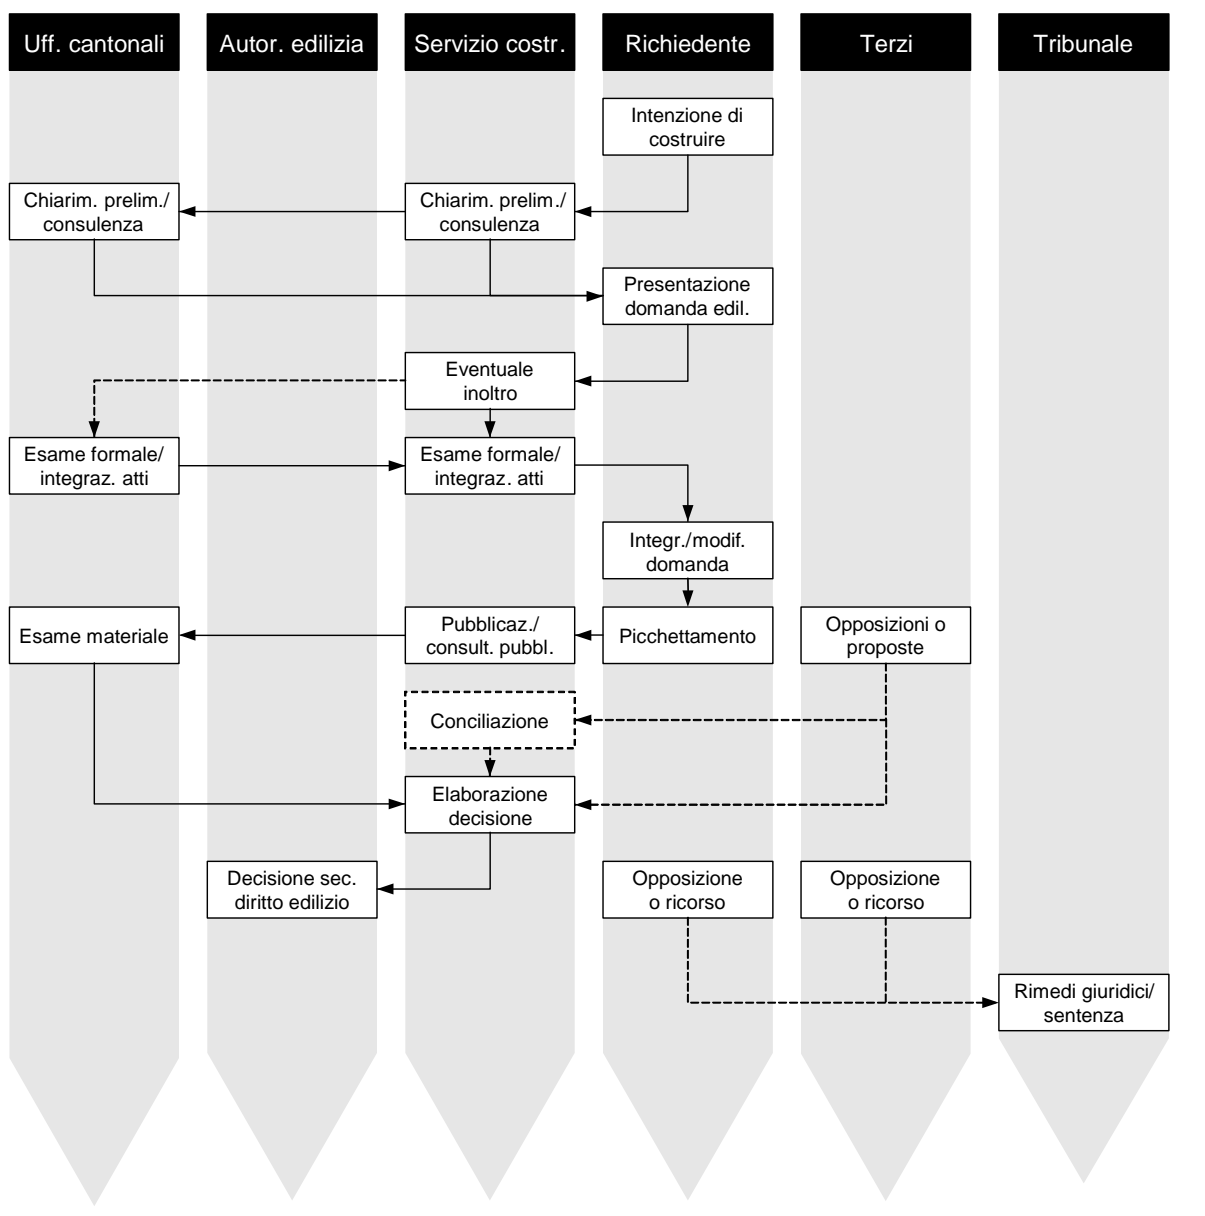 Uff. cantonali
Autor. edilizia
Servizio costr.
Richiedente
Terzi
Tribunale
Intenzione di
costruire
Chiarim. prelim./
consulenza
Chiarim. prelim./
consulenza
Presentazione
domanda edil.
Eventuale
inoltro
Esame formale/
integraz. atti
Esame formale/
integraz. atti
Integr./modif.
domanda
Esame materiale
Pubblicaz./
consult. pubbl.
Picchettamento
Opposizioni o
proposte
Conciliazione
Elaborazione
decisione
Decisione sec.
diritto edilizio
Opposizione
o ricorso
Opposizione
o ricorso
Rimedi giuridici/
sentenza